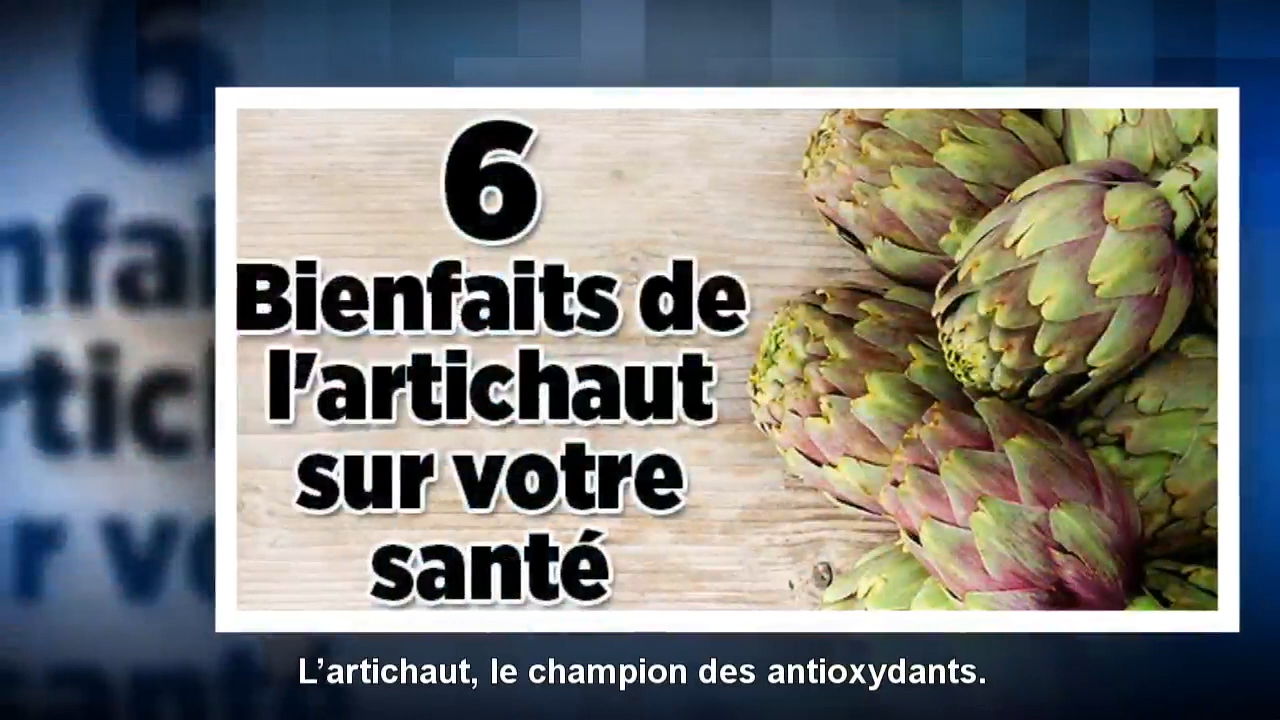 6
Bienfaits de
l'artichaut
sur votre
santé
L’artichaut, le champion des antioxydants.